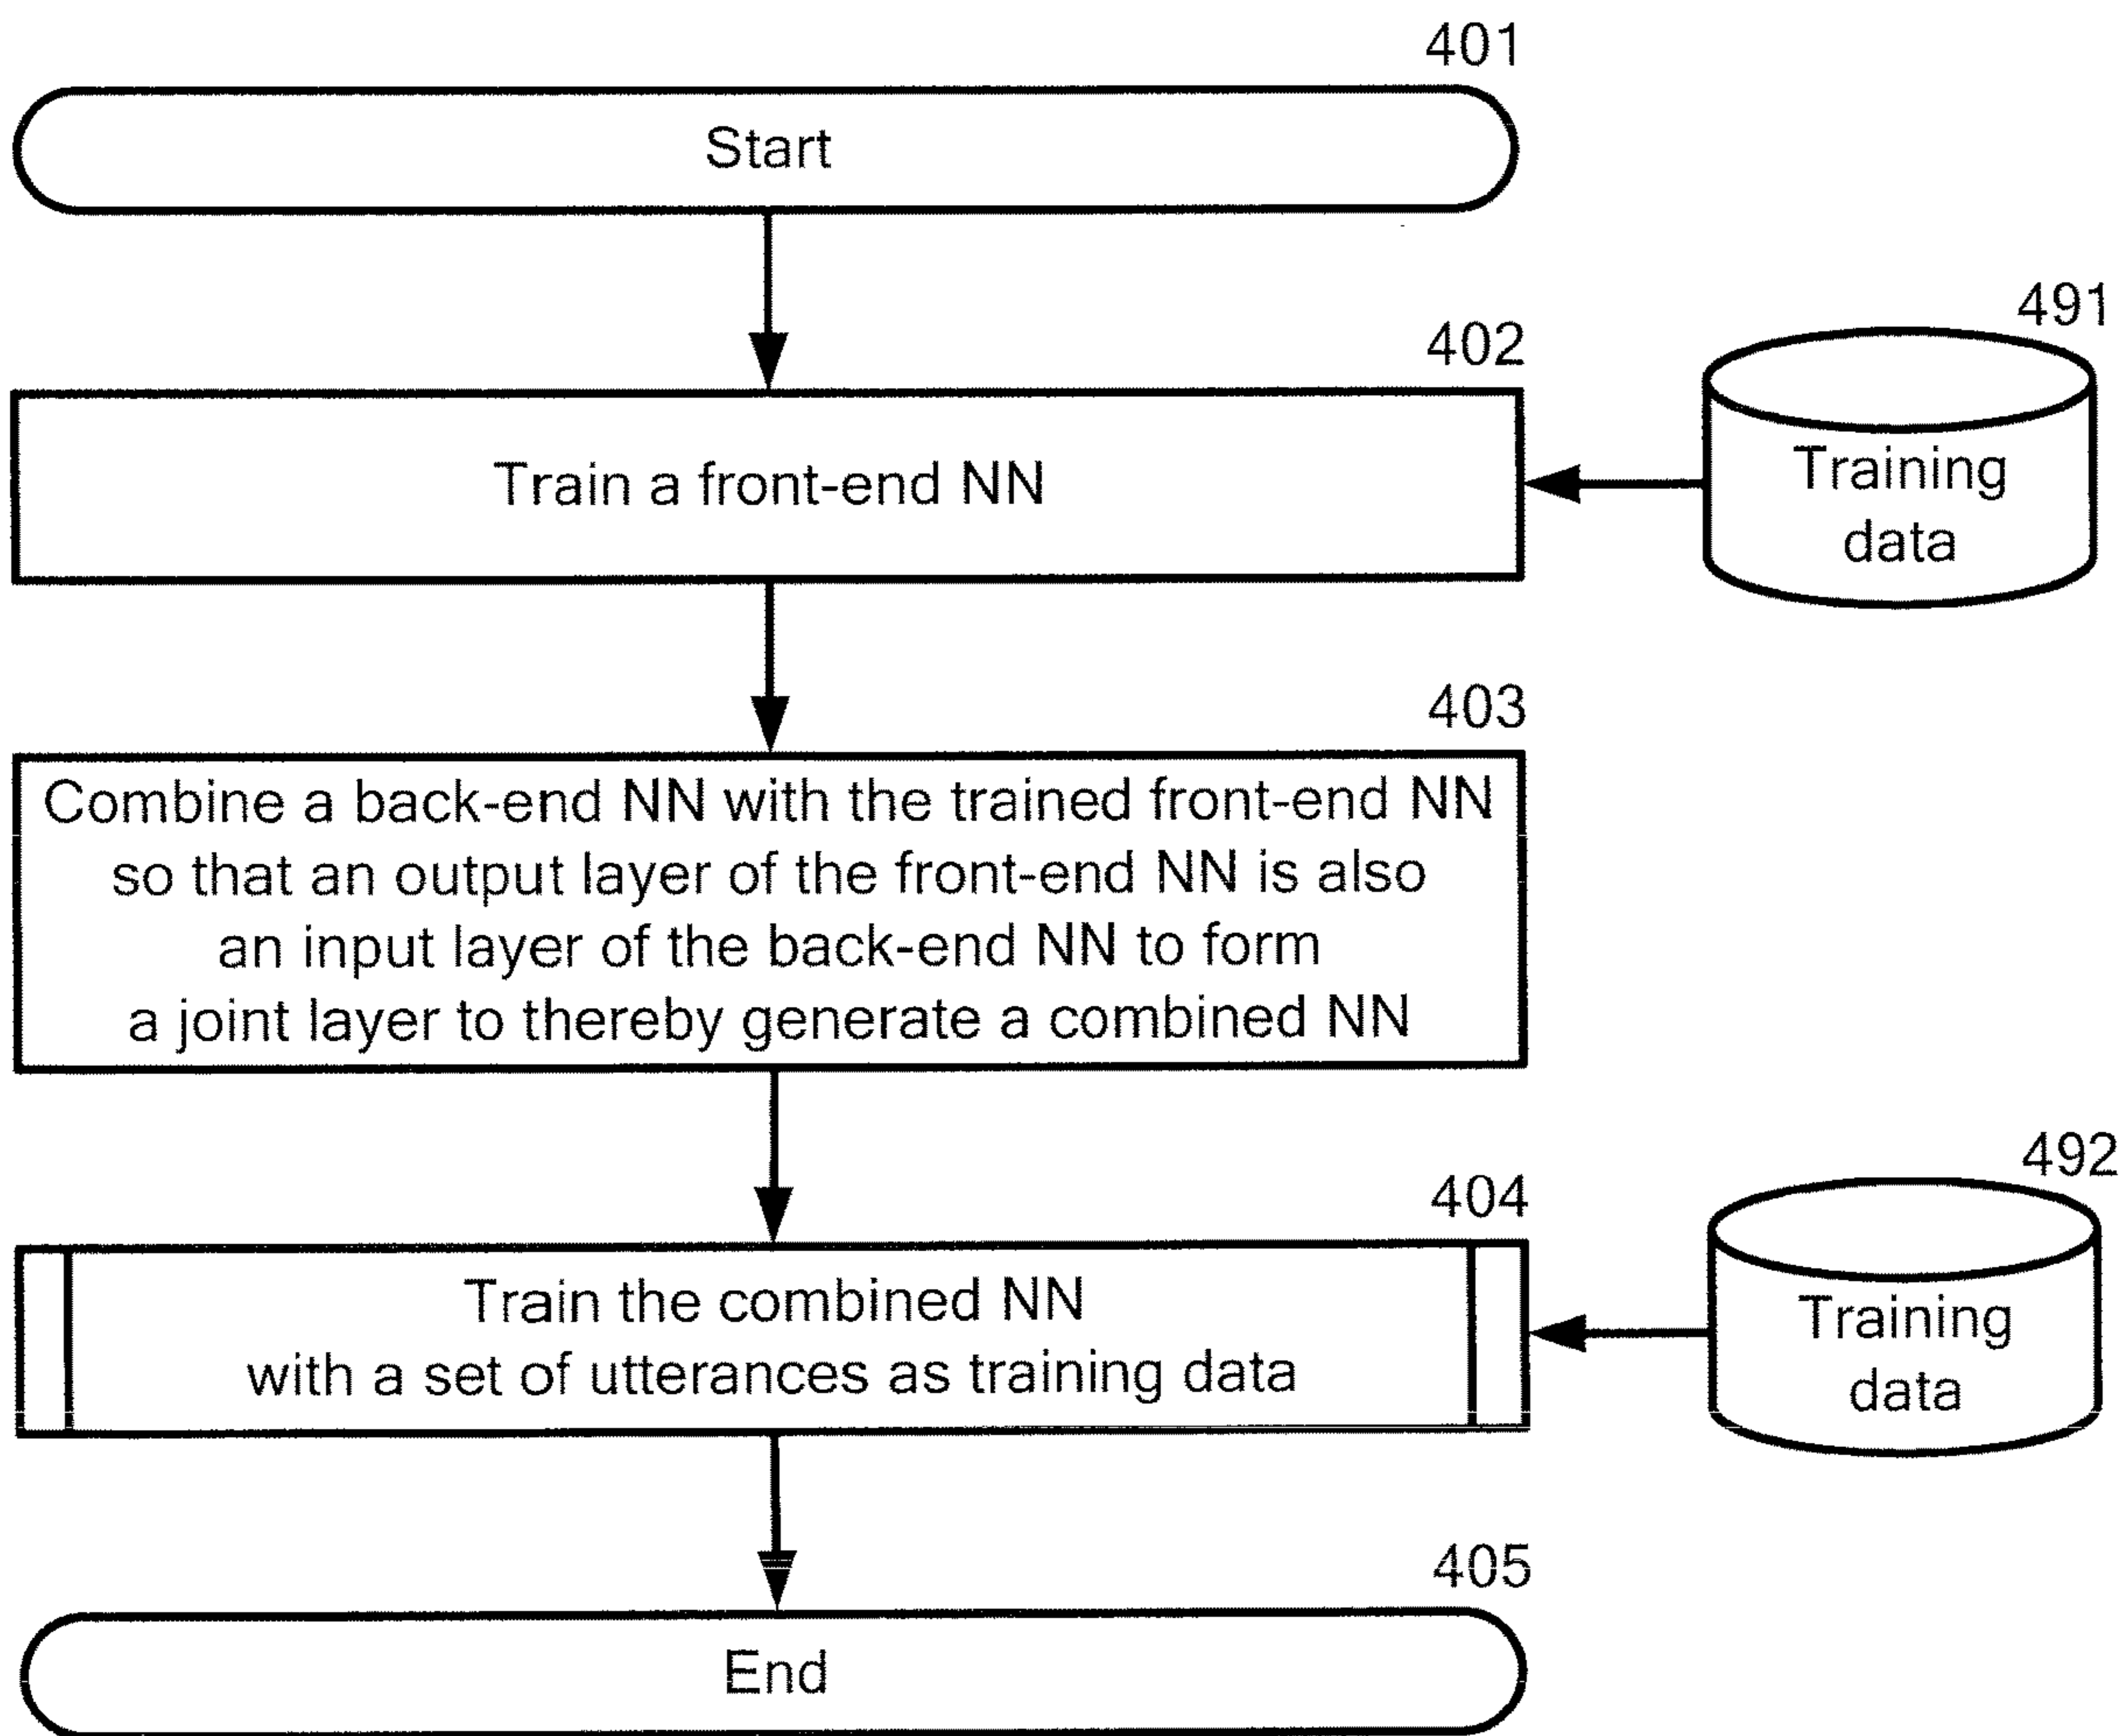 401
Start
402
491
Train a front-end NN
Training
data
403
Combine a back-end NN with the trained front-end NN
so that an output layer of the front-end NN is also
an input layer of the back-end NN to form
a joint layer to thereby generate a combined NN
404
492
Train the combined NN
with a set of utterances as training data
Training
data
405
End